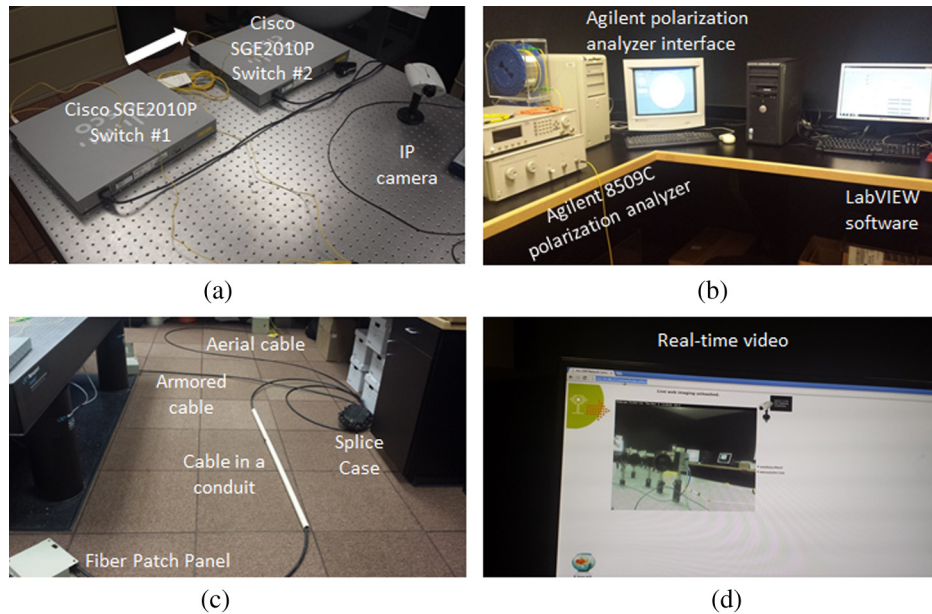 Cisco
SGE2010P
Switch #2
Cisco SGE2010P
Switch #1
IP
camera
(a)
Agilent polarization
analyzer interface
Agilent 8509C
polarization analyzer
LabVIEW
software
(b)
Aerial cable
Armored
cable
Cable in a
conduit
Splice
Case
Fiber Patch Panel
(c)
Real-time video
(d)